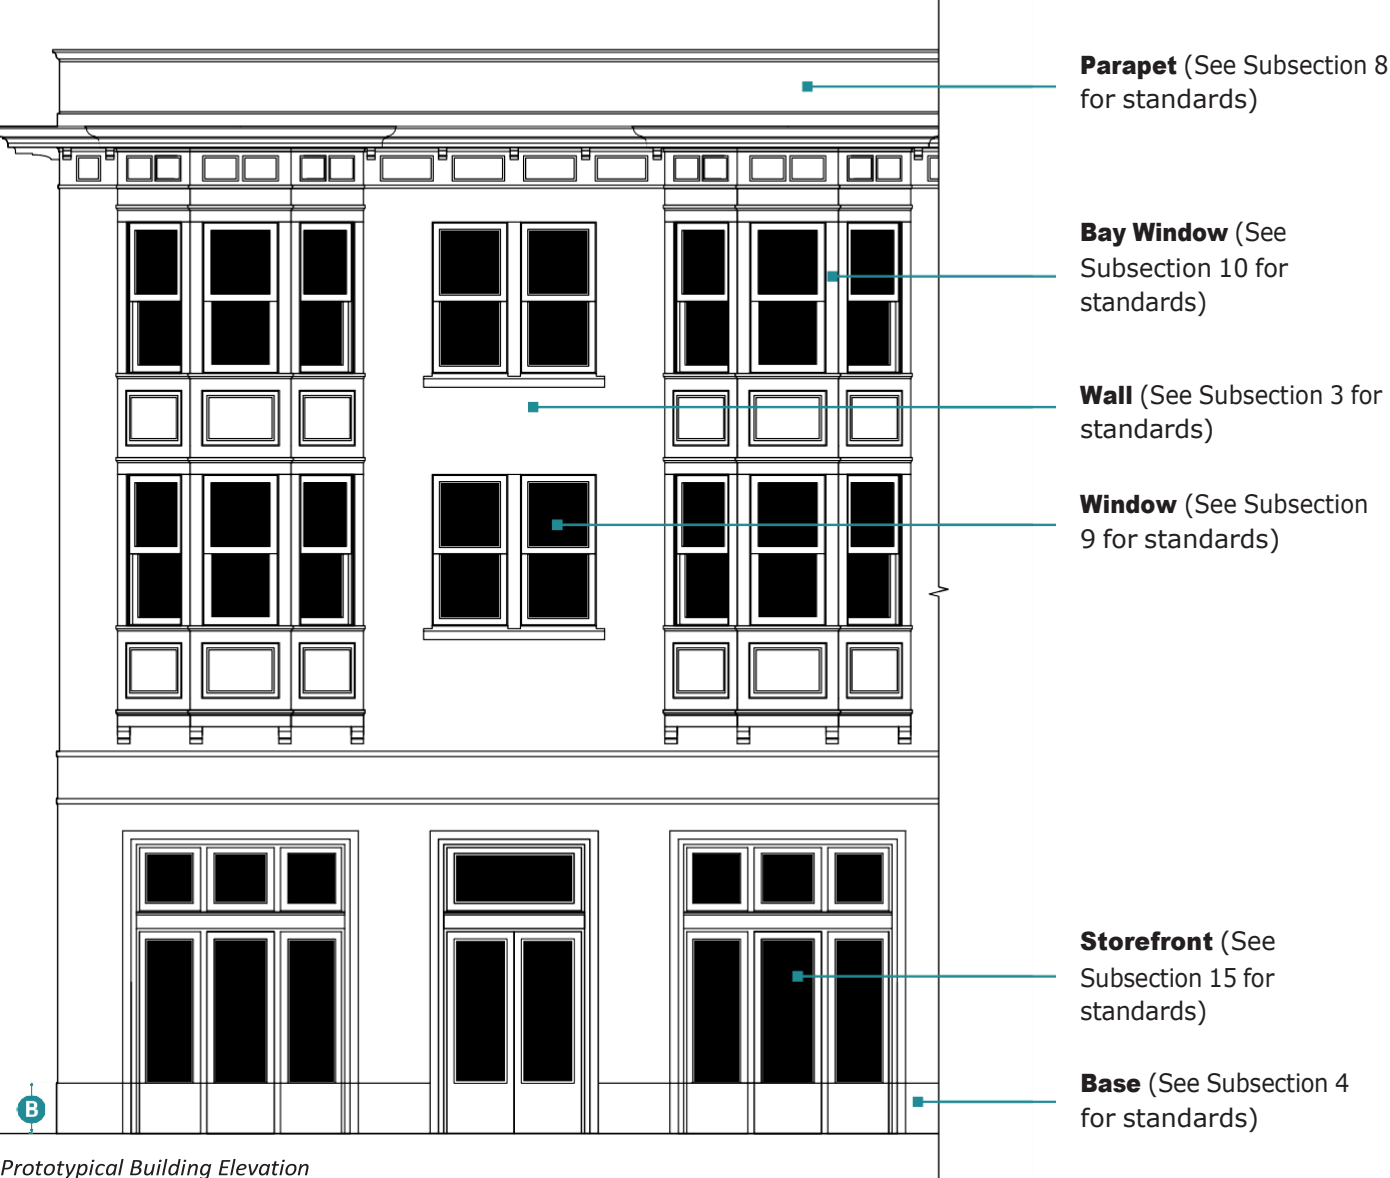 Parapet (See Subsection 8
for standards)
Bay Window (See
Subsection 10 for
standards)
Wall (See Subsection 3 for
standards)
Window (See Subsection
9 for standards)
Storefront (See
Subsection 15 for
standards)
Base (See Subsection 4
for standards)
B
Prototypical Building Elevation